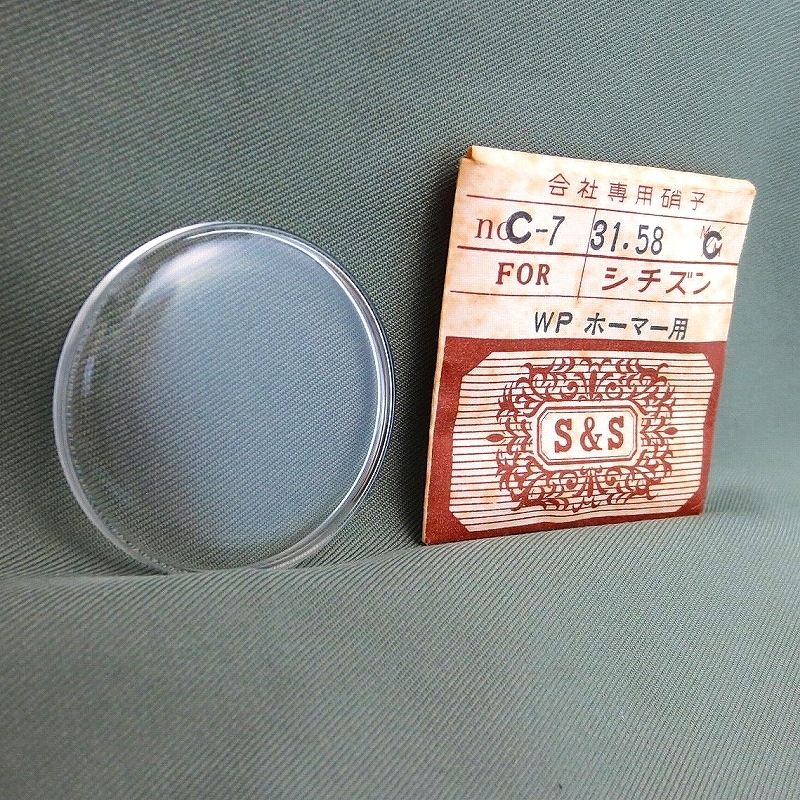 会社専用硝子
no C-7 31.58 C
FOR シチズン
WP ホーマー用
S&S